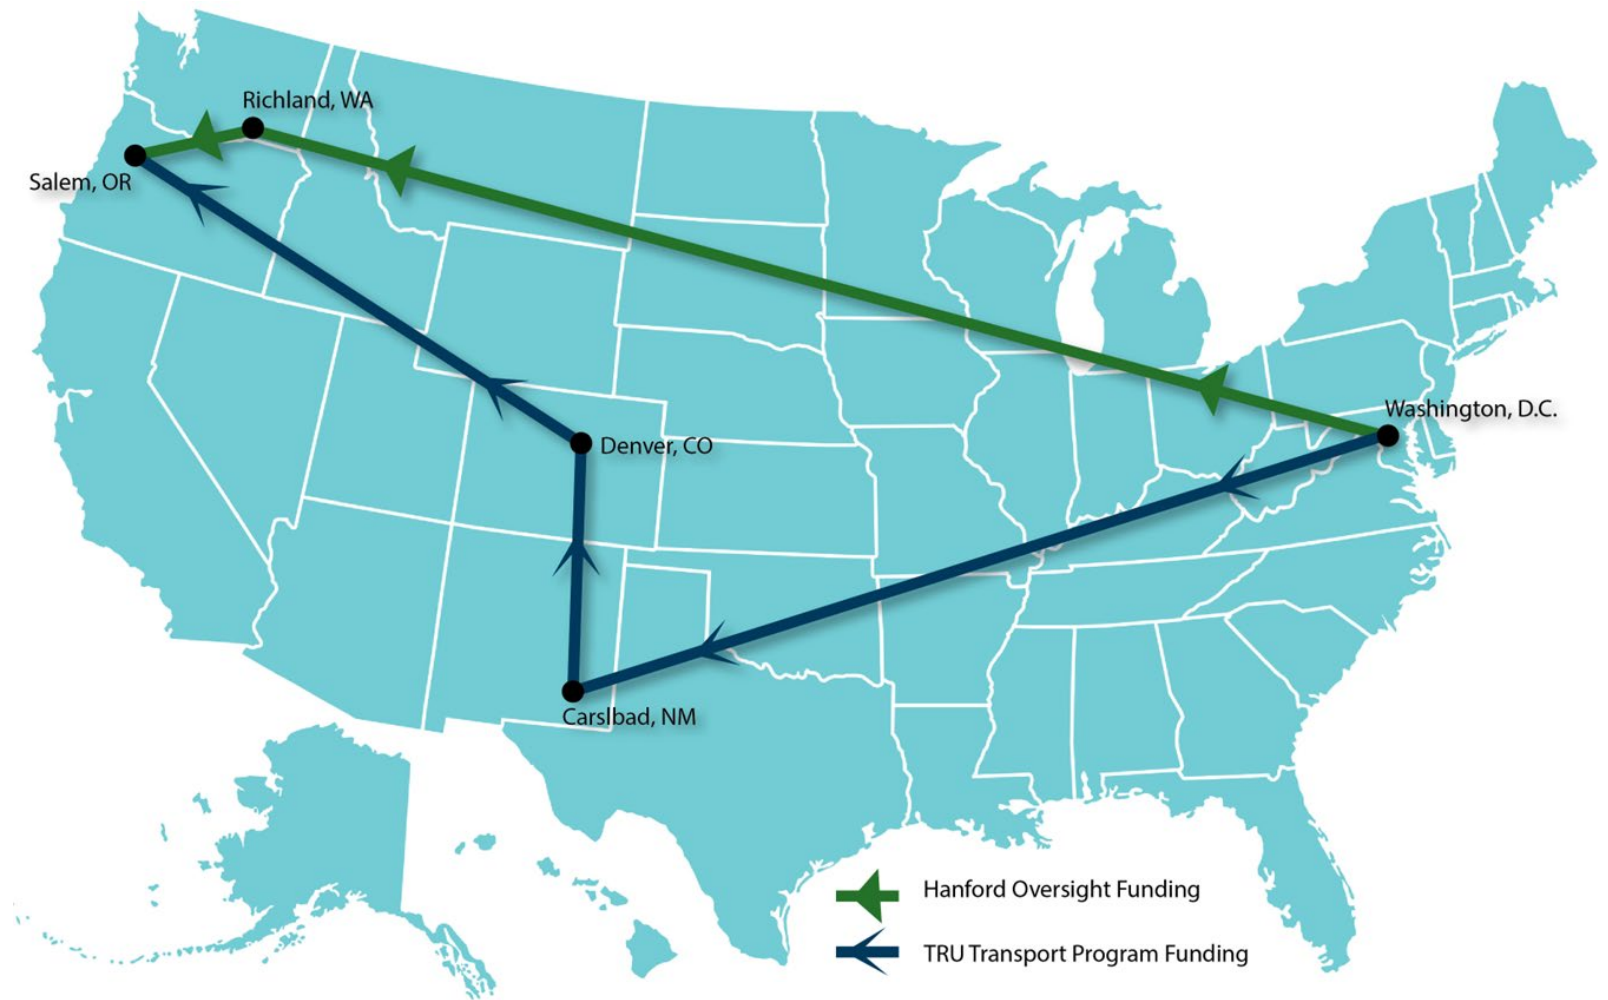 Richland, WA
Salem, OR
Washington, D.C.
Denver, CO
Carslbad, NM
Hanford Oversight Funding
TRU Transport Program Funding